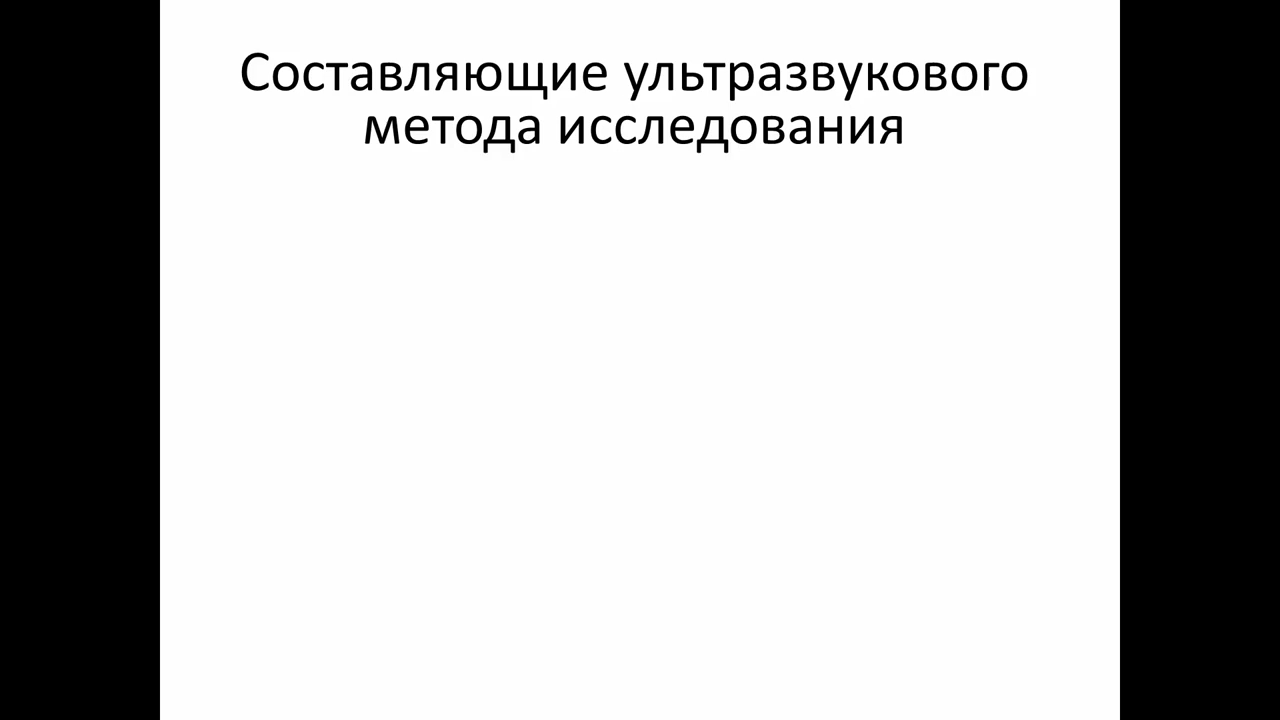 Составляющие ультразвукового
метода исследования